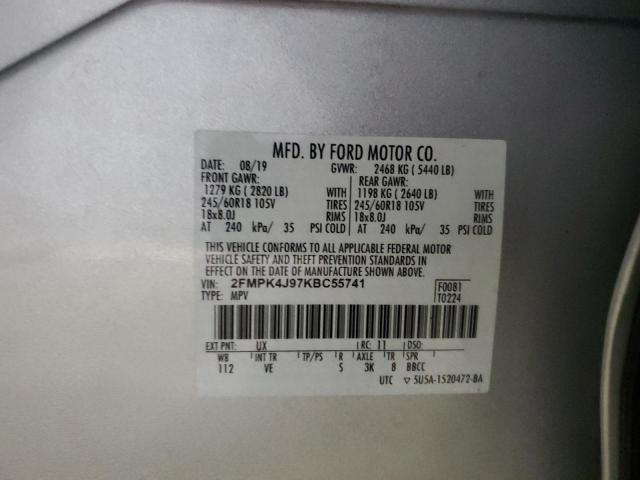 MFD. BY FORD MOTOR CO.
DATE: 08/19 GVWR: 2468 KG ( 5440 LB)
FRONT GAWR: REAR GAWR:
1279 KG ( 2820 LB) WITH 1198 KG ( 2640 LB) WITH
245/60R18 105V TIRES 245/60R18 105V TIRES
18x8.0J RIMS 18x8.0J RIMS
AT 240 kPa/ 35 PSI COLD AT 240 kPa/ 35 PSI COLD
THIS VEHICLE CONFORMS TO ALL APPLICABLE FEDERAL MOTOR
VEHICLE SAFETY AND THEFT PREVENTION STANDARDS IN
EFFECT ON THE DATE OF MANUFACTURE SHOWN ABOVE.
VIN: 2FMPK4J97KBC55741 F0081
TYPE: MPV T0224
EXT PNT: UX RC: 11 DSO:
WB INT TR TP/PS R AXLE TR SPR
112 VE S 3K 8 BBCC
UTC ▽ 5U5A-1520472-BA